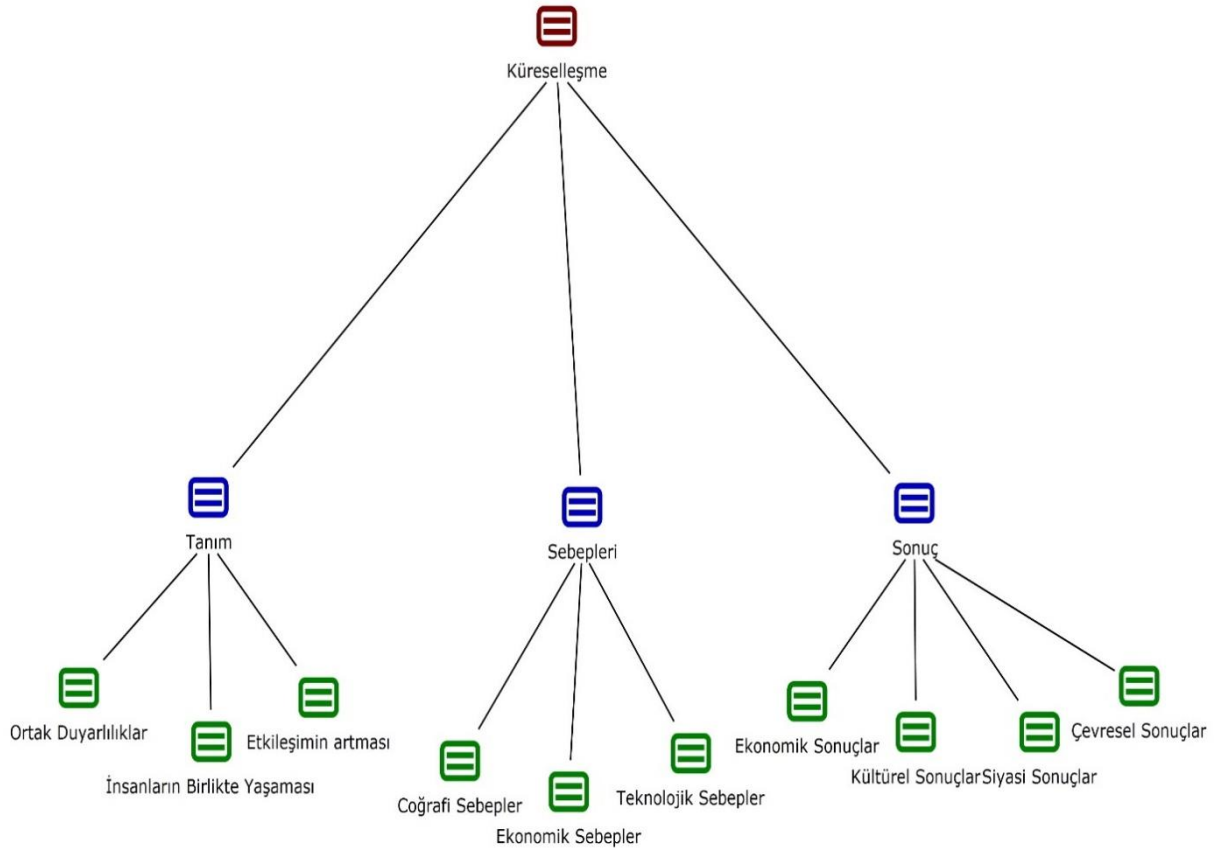 Küreselleşme
Tanım
Sebepleri
Sonuç
Ortak Duyarlılıklar
İnsanların Birlikte Yaşaması
Etkileşimin artması
Coğrafi Sebepler
Ekonomik Sebepler
Teknolojik Sebepler
Ekonomik Sonuçlar
Kültürel Sonuçlar
Siyasi Sonuçlar
Çevresel Sonuçlar